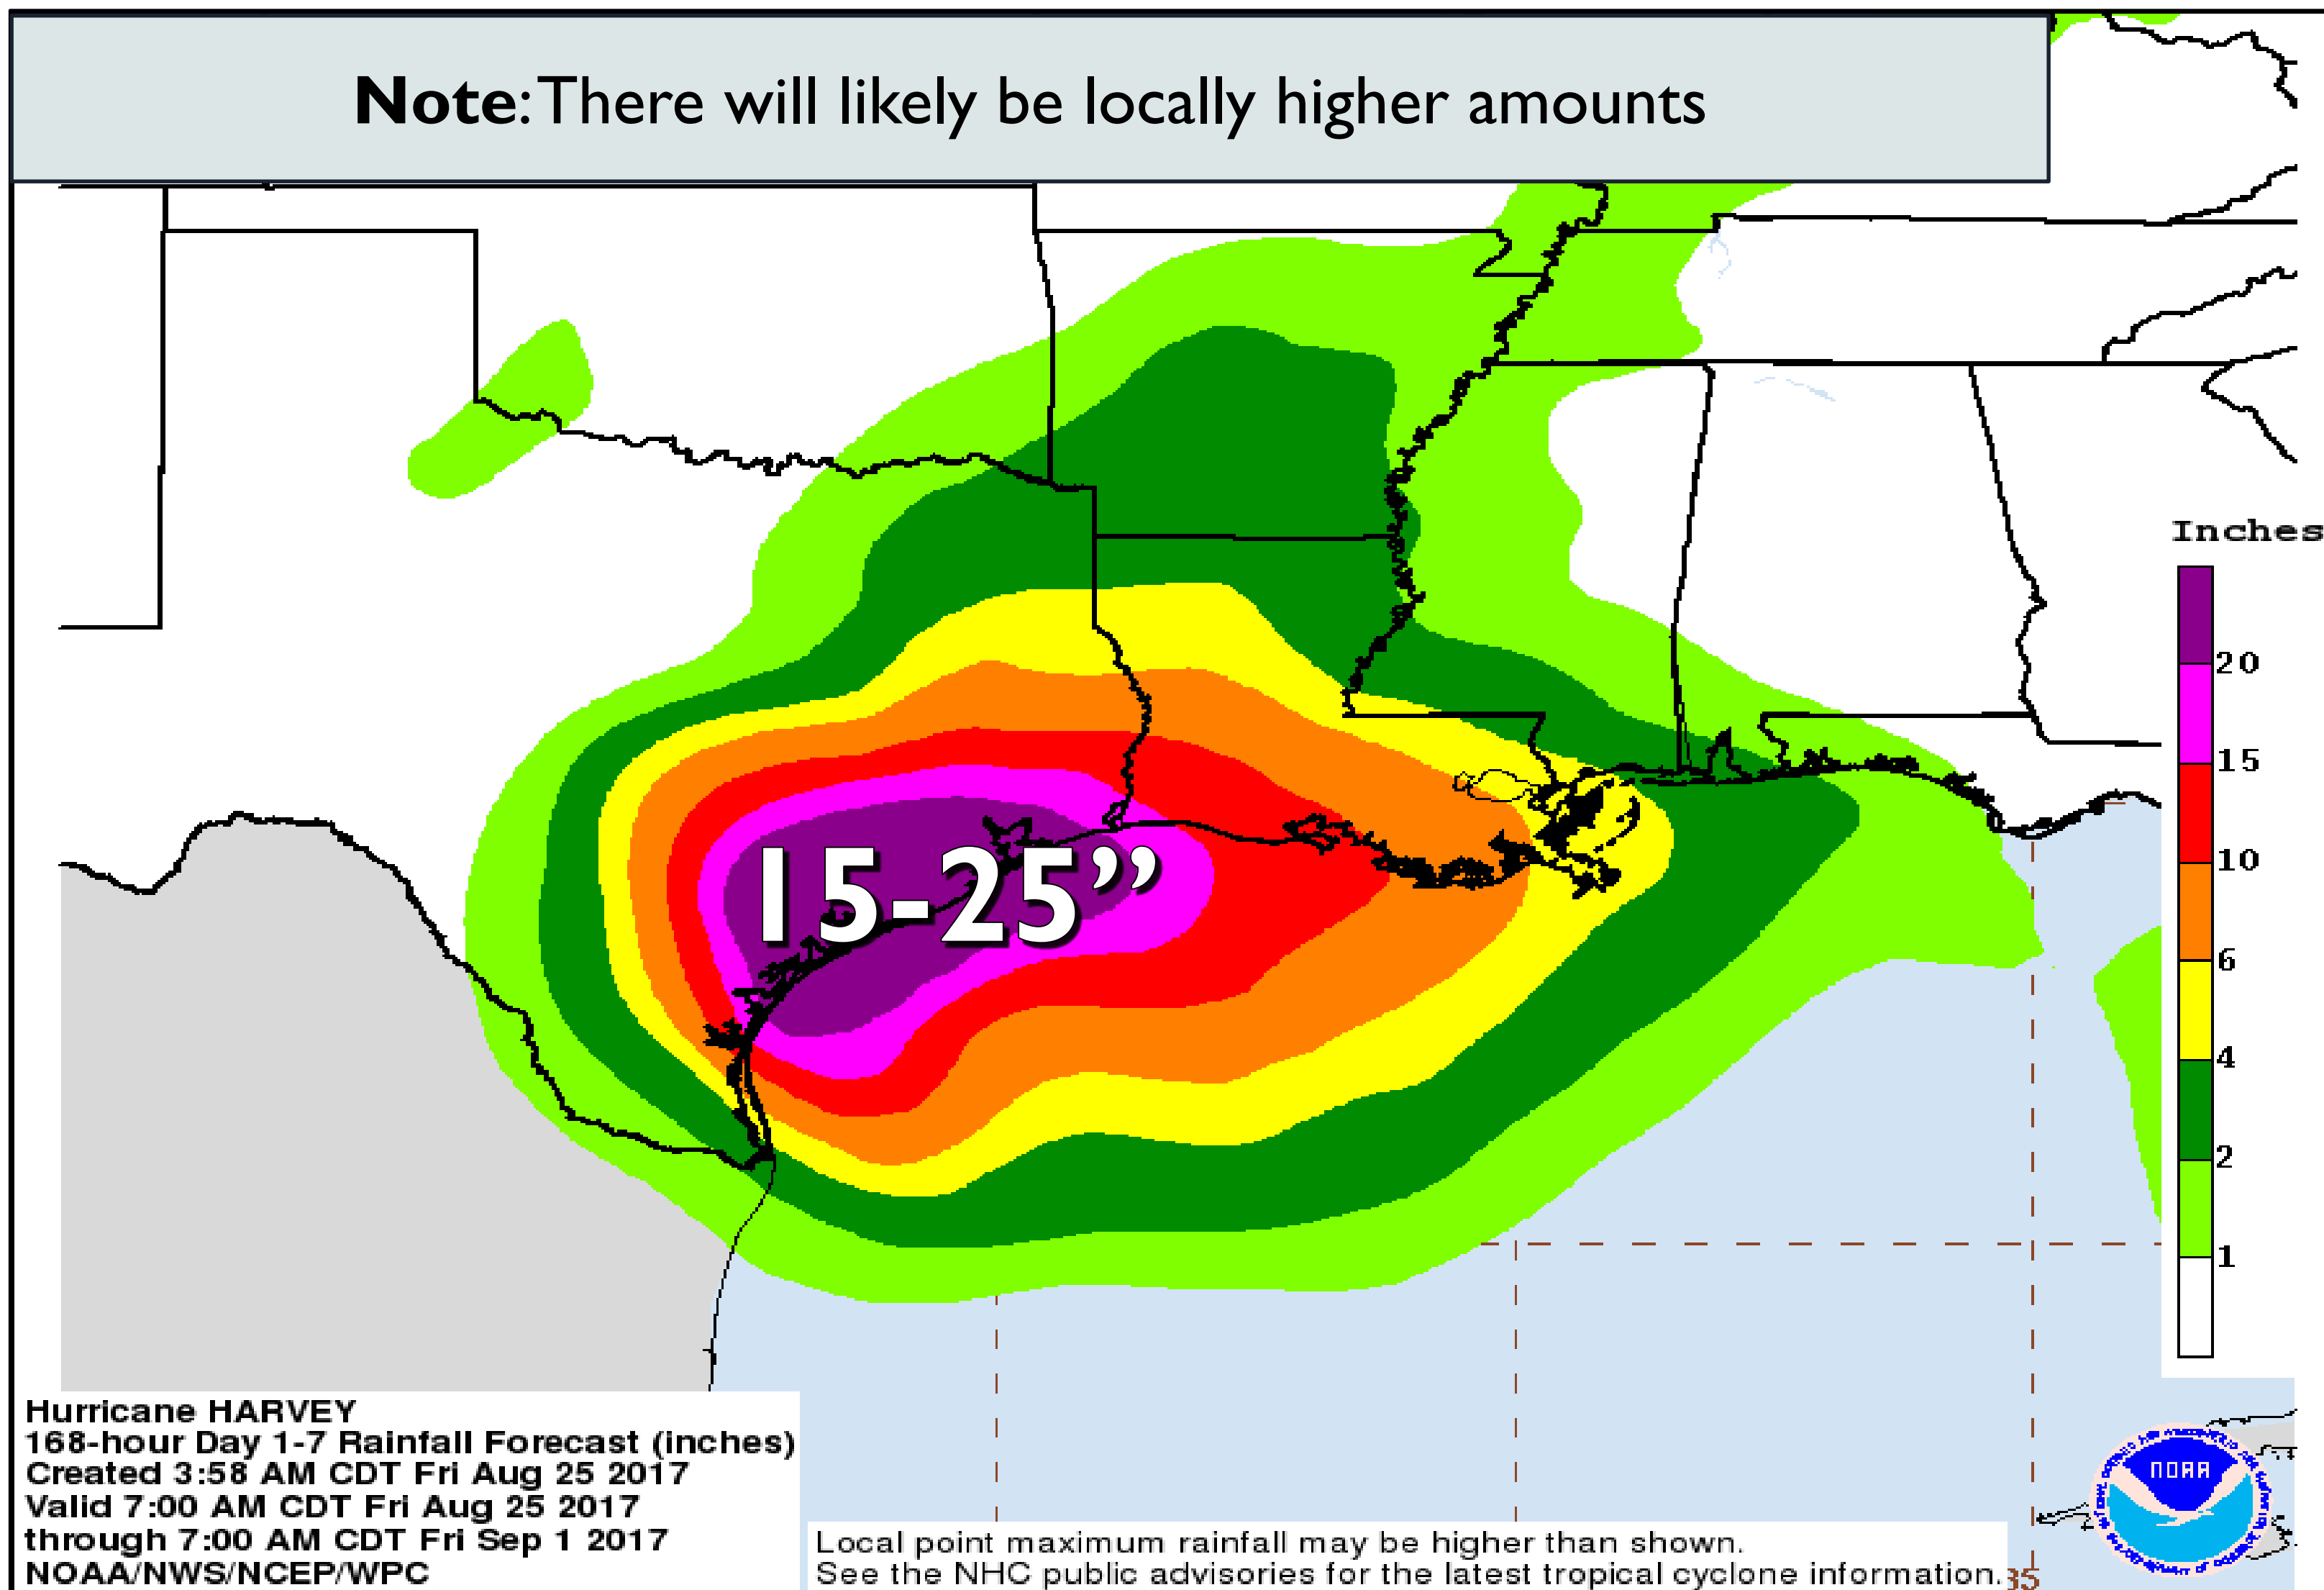 Note: There will likely be locally higher amounts
Inches
20
15
10
6
4
2
1
15-25”
Hurricane HARVEY
168-hour Day 1-7 Rainfall Forecast (inches)
Created 3:58 AM CDT Fri Aug 25 2017
Valid 7:00 AM CDT Fri Aug 25 2017
through 7:00 AM CDT Fri Sep 1 2017
NOAA/NWS/NCEP/WPC
Local point maximum rainfall may be higher than shown.
See the NHC public advisories for the latest tropical cyclone information.
NOAA